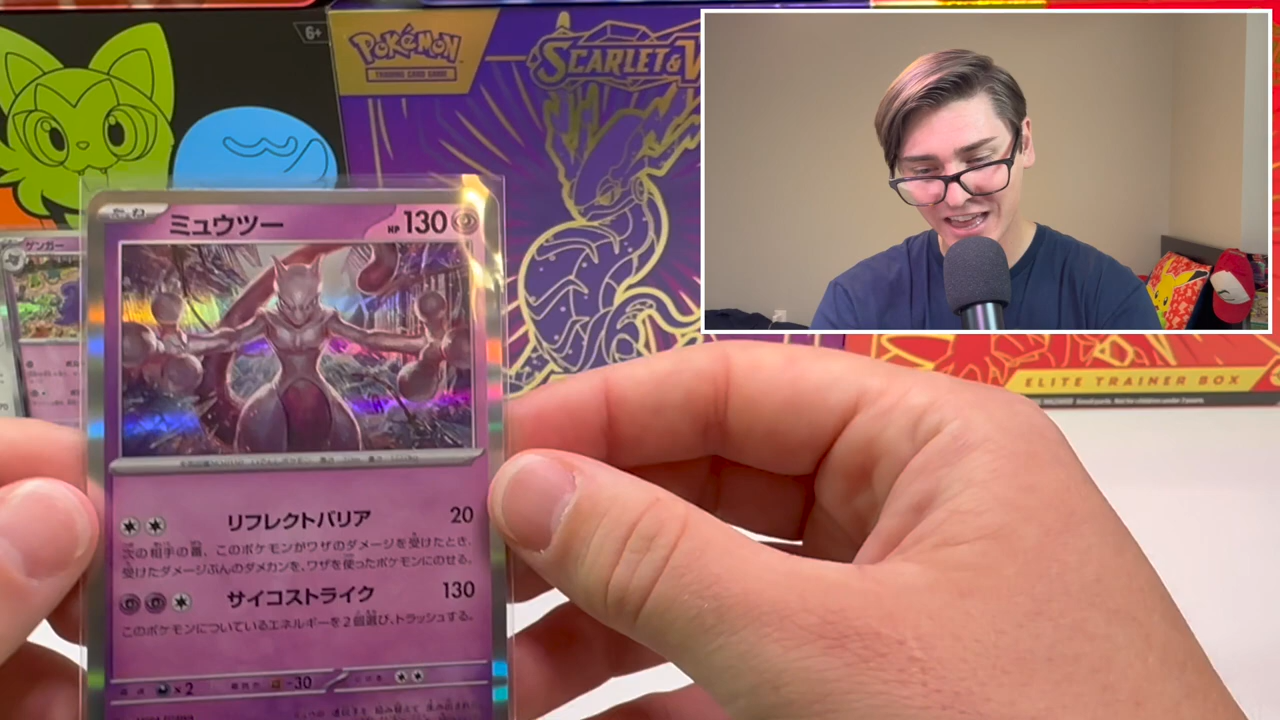 6+
POKÉMON
TRADING CARD GAME
SCARLET & V
ゲンガー
ミュウツー
HP 130
リフレクトバリア 20
次の相手の番、このポケモンがワザのダメージを受けたとき、
受けたダメージぶんのダメカンを、ワザを使ったポケモンにのせる。
サイコストライク 130
このポケモンについているエネルギーを2個選び、トラッシュする。
×2
-30
ELITE TRAINER BOX